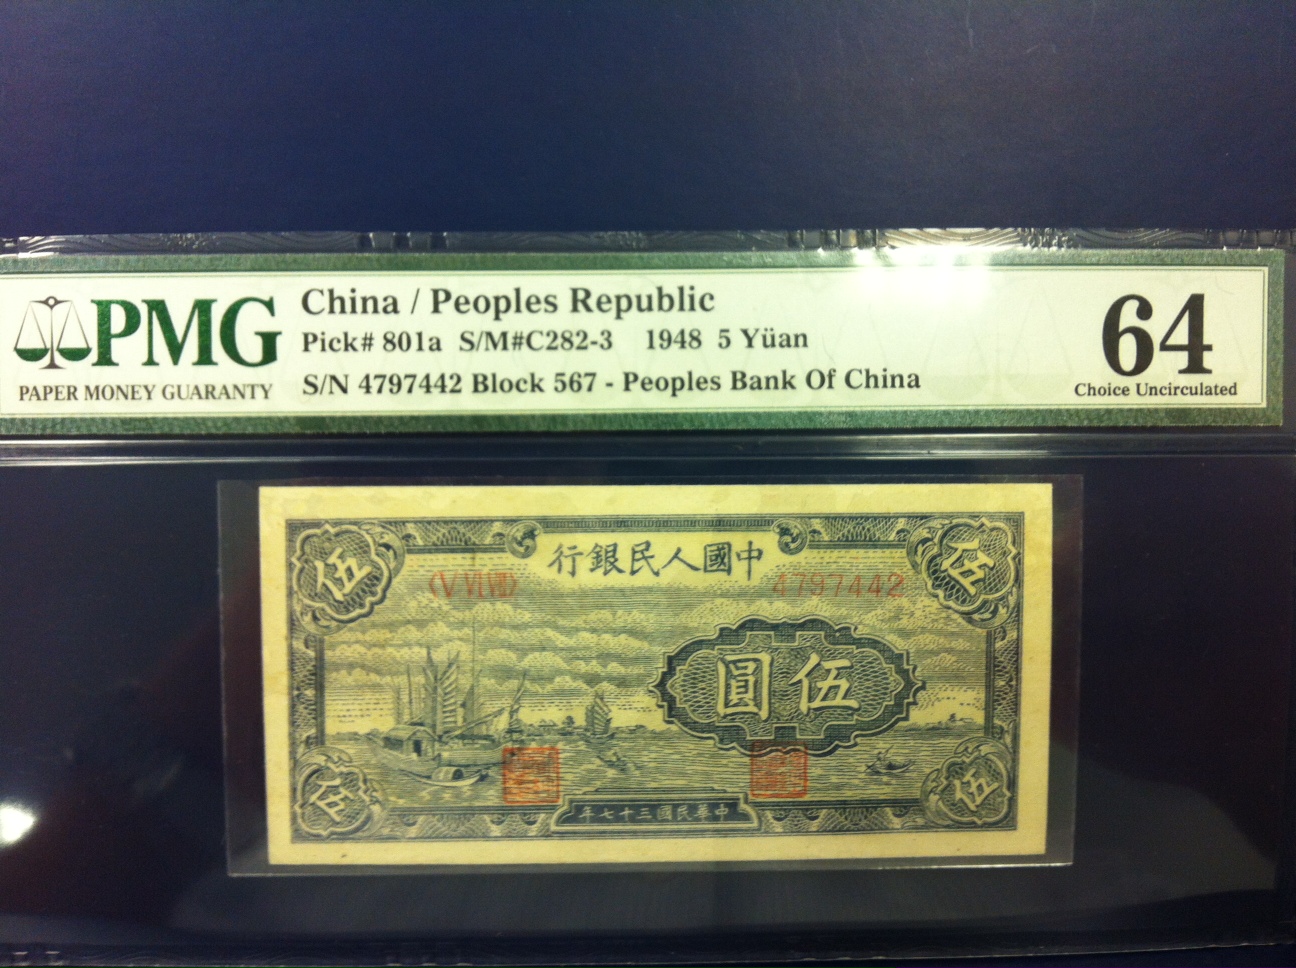 PMG
PAPER MONEY GUARANTY
China / Peoples Republic
Pick# 801a S/M#C282-3 1948 5 Yüan
S/N 4797442 Block 567 - Peoples Bank Of China
64
Choice Uncirculated
行銀民人國中
伍
伍
(V VI VII)
4797442
圓伍
年七十三國民華中
伍
伍